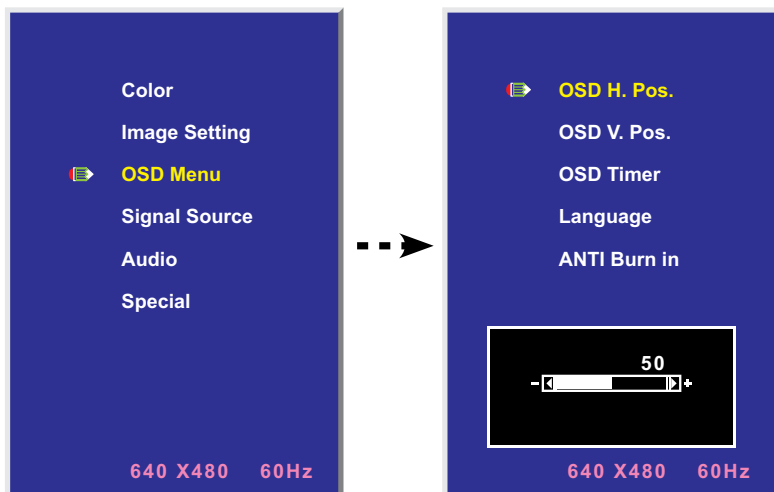 Color
Image Setting
OSD Menu
Signal Source
Audio
Special
640 X480 60Hz
OSD H. Pos.
OSD V. Pos.
OSD Timer
Language
ANTI Burn in
50
- +
640 X480 60Hz